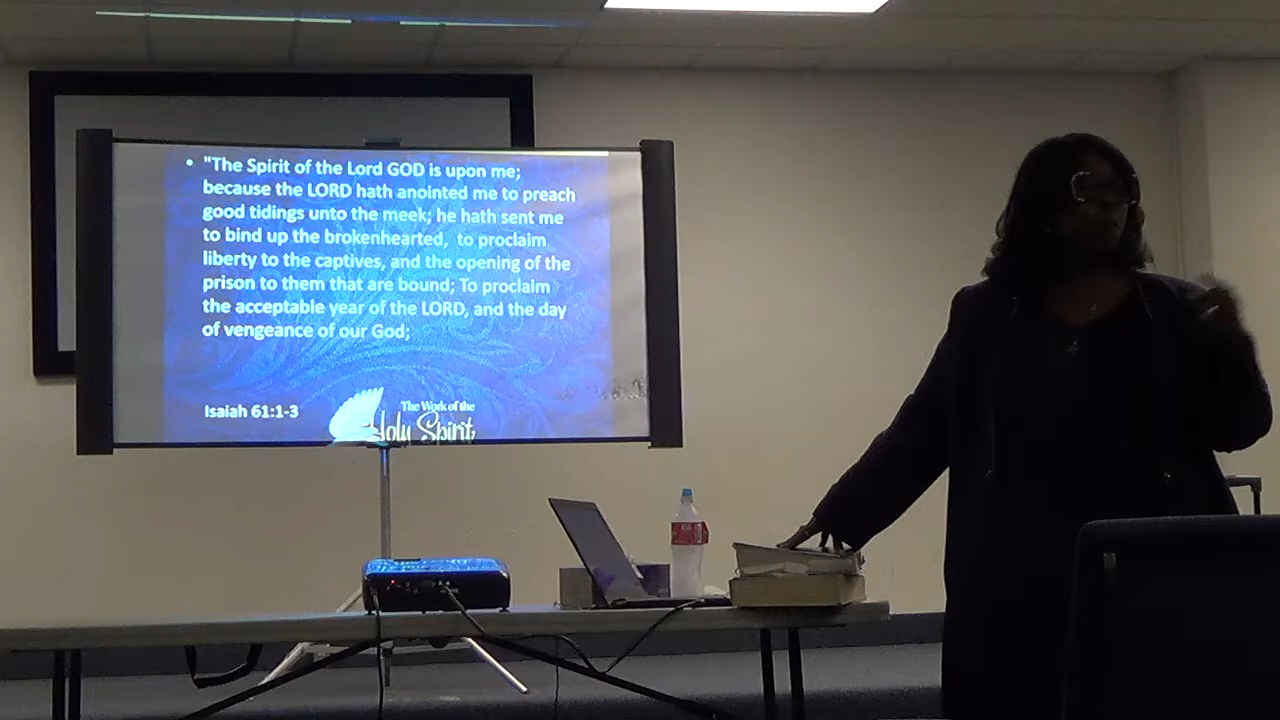 • "The Spirit of the Lord GOD is upon me;
because the LORD hath anointed me to preach
good tidings unto the meek; he hath sent me
to bind up the brokenhearted, to proclaim
liberty to the captives, and the opening of the
prison to them that are bound; To proclaim
the acceptable year of the LORD, and the day
of vengeance of our God;
Isaiah 61:1-3
The Work of the
Holy Spirit